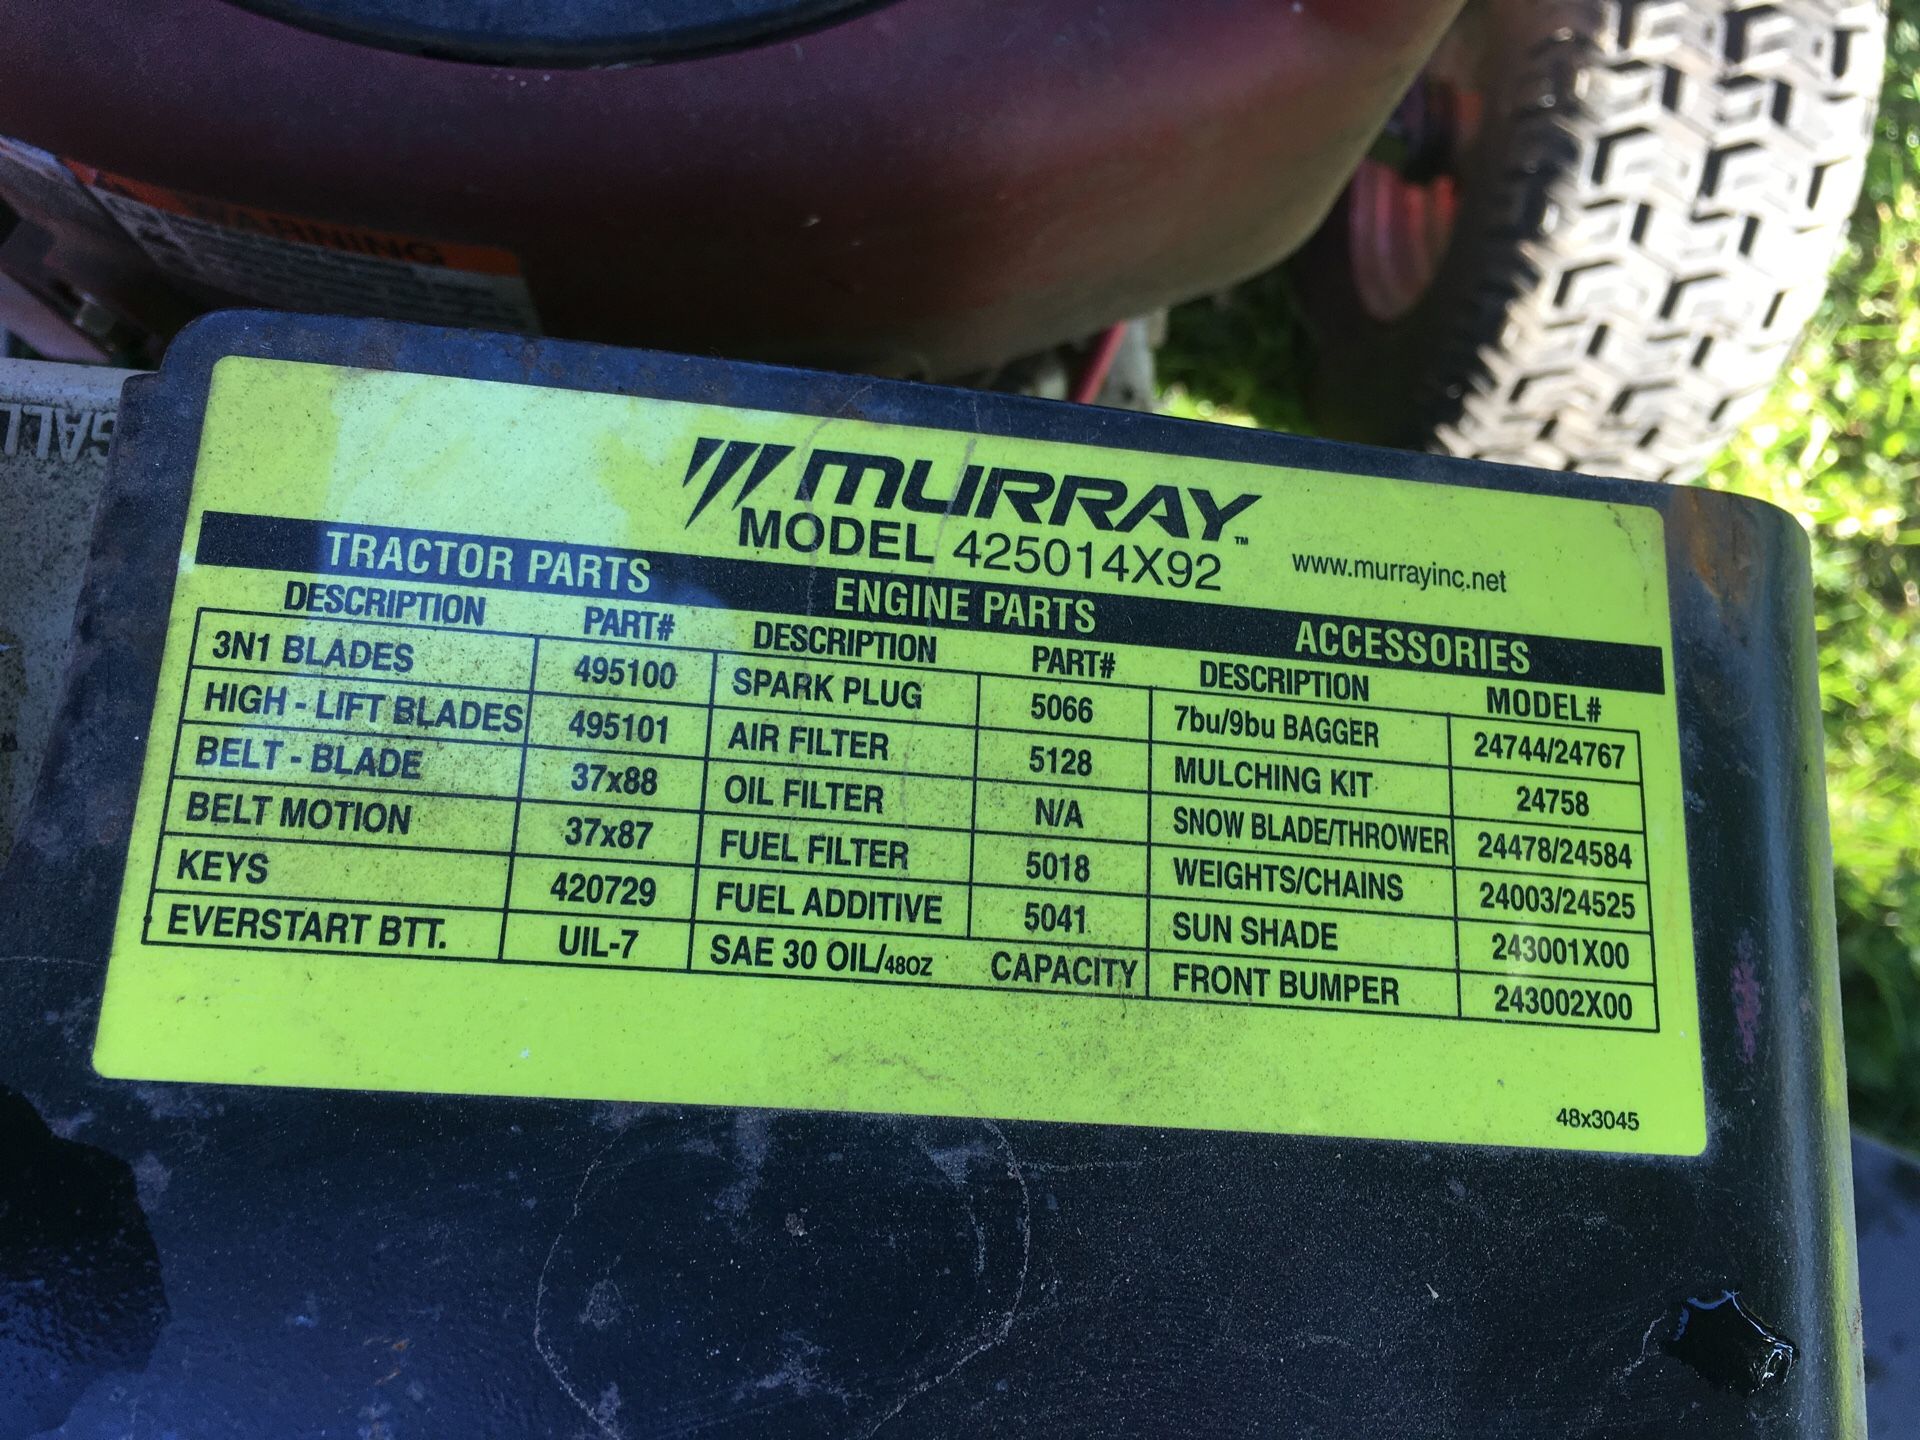 WARNING
GALL
MURRAY™
MODEL 425014X92
www.murrayinc.net
TRACTOR PARTS ENGINE PARTS ACCESSORIES
DESCRIPTION PART# DESCRIPTION PART# DESCRIPTION MODEL#
3N1 BLADES 495100 SPARK PLUG 5066 7bu/9bu BAGGER 24744/24767
HIGH - LIFT BLADES 495101 AIR FILTER 5128 MULCHING KIT 24758
BELT - BLADE 37x88 OIL FILTER N/A SNOW BLADE/THROWER 24478/24584
BELT MOTION 37x87 FUEL FILTER 5018 WEIGHTS/CHAINS 24003/24525
KEYS 420729 FUEL ADDITIVE 5041 SUN SHADE 243001X00
EVERSTART BTT. UIL-7 SAE 30 OIL/48OZ CAPACITY FRONT BUMPER 243002X00
48x3045